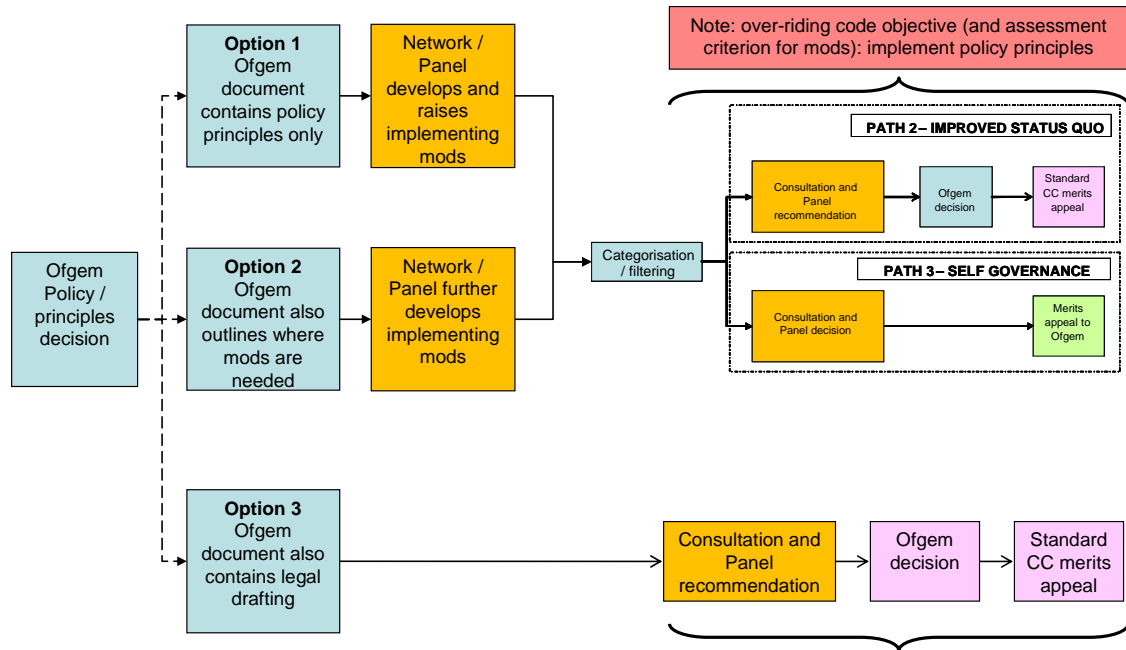 Note: over-riding code objective (and assessment
criterion for mods): implement policy principles
Option 1
Ofgem
document
contains policy
principles only
Network /
Panel
develops and
raises
implementing
mods
PATH 2 – IMPROVED STATUS QUO
Consultation and
Panel
recommendation
Ofgem
decision
Standard
CC merits
appeal
Ofgem
Policy /
principles
decision
Option 2
Ofgem
document also
outlines where
mods are
needed
Network /
Panel further
develops
implementing
mods
Categorisation
/ filtering
PATH 3 – SELF GOVERNANCE
Consultation and
Panel decision
Merits
appeal to
Ofgem
Option 3
Ofgem
document also
contains legal
drafting
Consultation and
Panel
recommendation
Ofgem
decision
Standard
CC merits
appeal